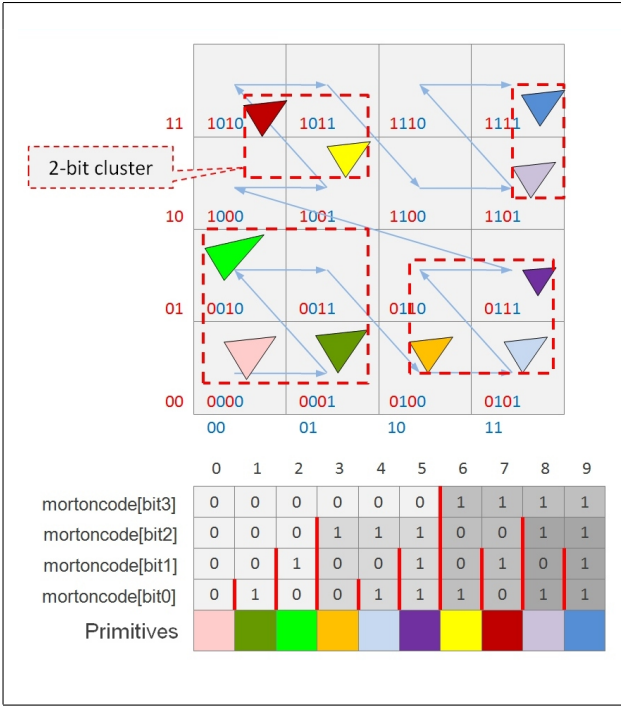 11 1010 1011 1110 1111
2-bit cluster
10 1000 1001 1100 1101
01 0010 0011 0110 0111
00 0000 0001 0100 0101
00 01 10 11
0 1 2 3 4 5 6 7 8 9
mortoncode[bit3] 0 0 0 0 0 0 1 1 1 1
mortoncode[bit2] 0 0 0 1 1 1 0 0 1 1
mortoncode[bit1] 0 0 1 0 0 1 0 1 0 1
mortoncode[bit0] 0 1 0 0 1 1 1 0 1 1
Primitives